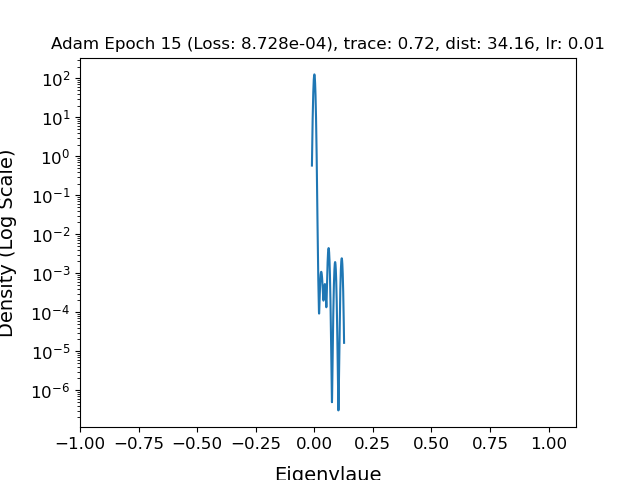 Adam Epoch 15 (Loss: 8.728e-04), trace: 0.72, dist: 34.16, lr: 0.01
Density (Log Scale)
10²
10¹
10⁰
10⁻¹
10⁻²
10⁻³
10⁻⁴
10⁻⁵
10⁻⁶
−1.00 −0.75 −0.50 −0.25 0.00 0.25 0.50 0.75 1.00
Eigenvlaue